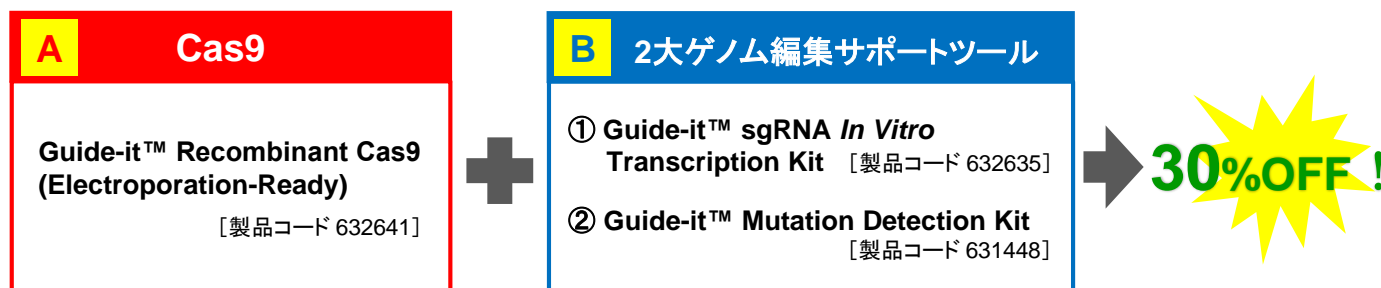 A Cas9
Guide-it™ Recombinant Cas9
(Electroporation-Ready)
［製品コード 632641］
B 2大ゲノム編集サポートツール
① Guide-it™ sgRNA In Vitro
Transcription Kit ［製品コード 632635］
② Guide-it™ Mutation Detection Kit
［製品コード 631448］
30%OFF！